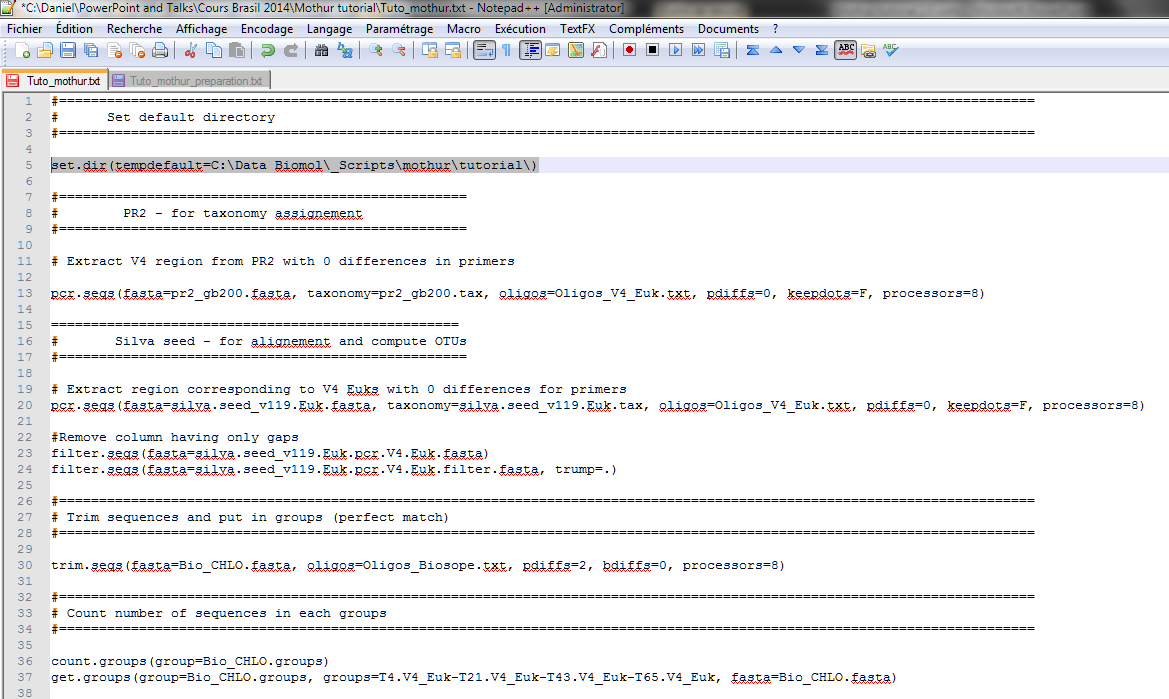 *C:\Daniel\PowerPoint and Talks\Cours Brasil 2014\Mothur tutorial\Tuto_mothur.txt - Notepad++ [Administrator]
Fichier Édition Recherche Affichage Encodage Langage Paramétrage Macro Exécution TextFX Compléments Documents ?
ABC ABC
Tuto_mothur.txt Tuto_mothur_preparation.txt
1 #==========================================================================================================================
2 # Set default directory
3 #==========================================================================================================================
4
5 set.dir(tempdefault=C:\Data Biomol\_Scripts\mothur\tutorial\)
6
7 #===================================================
8 # PR2 - for taxonomy assignement
9 #===================================================
10
11 # Extract V4 region from PR2 with 0 differences in primers
12
13 pcr.seqs(fasta=pr2_gb200.fasta, taxonomy=pr2_gb200.tax, oligos=Oligos_V4_Euk.txt, pdiffs=0, keepdots=F, processors=8)
14
15 ===================================================
16 # Silva seed - for alignement and compute OTUs
17 #===================================================
18
19 # Extract region corresponding to V4 Euks with 0 differences for primers
20 pcr.seqs(fasta=silva.seed_v119.Euk.fasta, taxonomy=silva.seed_v119.Euk.tax, oligos=Oligos_V4_Euk.txt, pdiffs=0, keepdots=F, processors=8)
21
22 #Remove column having only gaps
23 filter.seqs(fasta=silva.seed_v119.Euk.pcr.V4.Euk.fasta)
24 filter.seqs(fasta=silva.seed_v119.Euk.pcr.V4.Euk.filter.fasta, trump=.)
25
26 #==========================================================================================================================
27 # Trim sequences and put in groups (perfect match)
28 #==========================================================================================================================
29
30 trim.seqs(fasta=Bio_CHLO.fasta, oligos=Oligos_Biosope.txt, pdiffs=2, bdiffs=0, processors=8)
31
32 #==========================================================================================================================
33 # Count number of sequences in each groups
34 #==========================================================================================================================
35
36 count.groups(group=Bio_CHLO.groups)
37 get.groups(group=Bio_CHLO.groups, groups=T4.V4_Euk-T21.V4_Euk-T43.V4_Euk-T65.V4_Euk, fasta=Bio_CHLO.fasta)
38